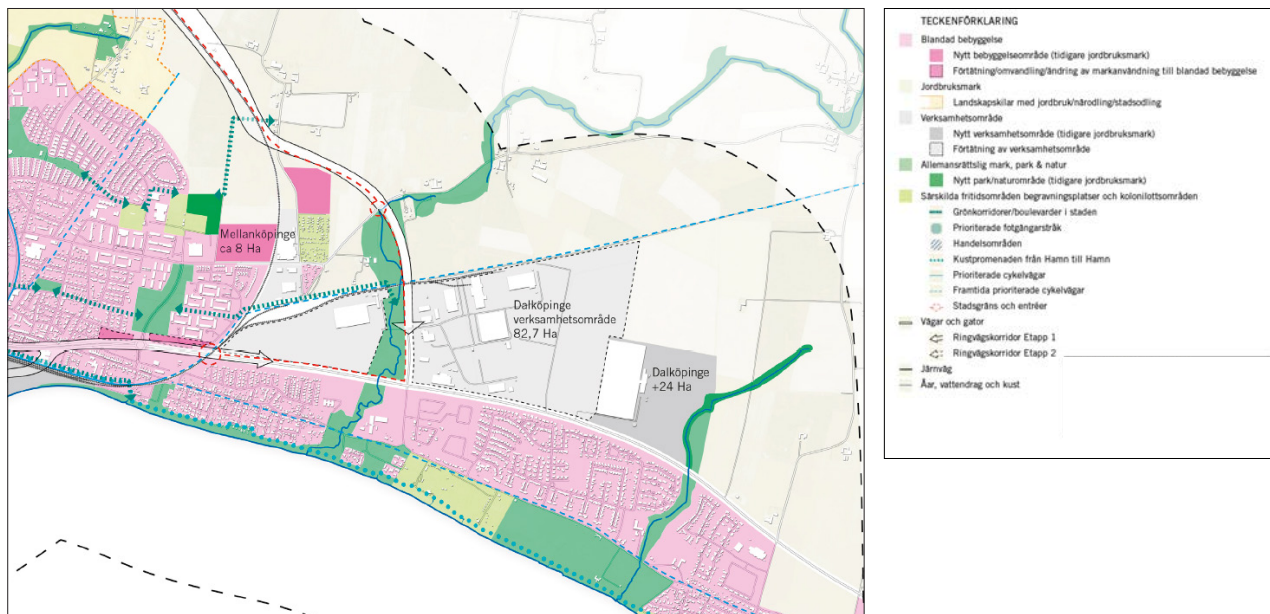 Mellanköpinge
ca 8 Ha
Dalköpinge
verksamhetsområde
82,7 Ha
Dalköpinge
+24 Ha
TECKENFÖRKLARING
Blandad bebyggelse
Nytt bebyggelseområde (tidigare jordbruksmark)
Förtätning/omvandling/ändring av markanvändning till blandad bebyggelse
Jordbruksmark
Landskapskilar med jordbruk/närodling/stadsodling
Verksamhetsområde
Nytt verksamhetsområde (tidigare jordbruksmark)
Förtätning av verksamhetsområde
Allemansrättslig mark, park & natur
Nytt park/naturområde (tidigare jordbruksmark)
Särskilda fritidsområden begravningsplatser och kolonilottsområden
Grönkorridorer/boulevarder i staden
Prioriterade fotgängarstråk
Handelsområden
Kustpromenaden från Hamn till Hamn
Prioriterade cykelvägar
Framtida prioriterade cykelvägar
Stadsgräns och entréer
Vägar och gator
Ringvägskorridor Etapp 1
Ringvägskorridor Etapp 2
Järnväg
Åar, vattendrag och kust